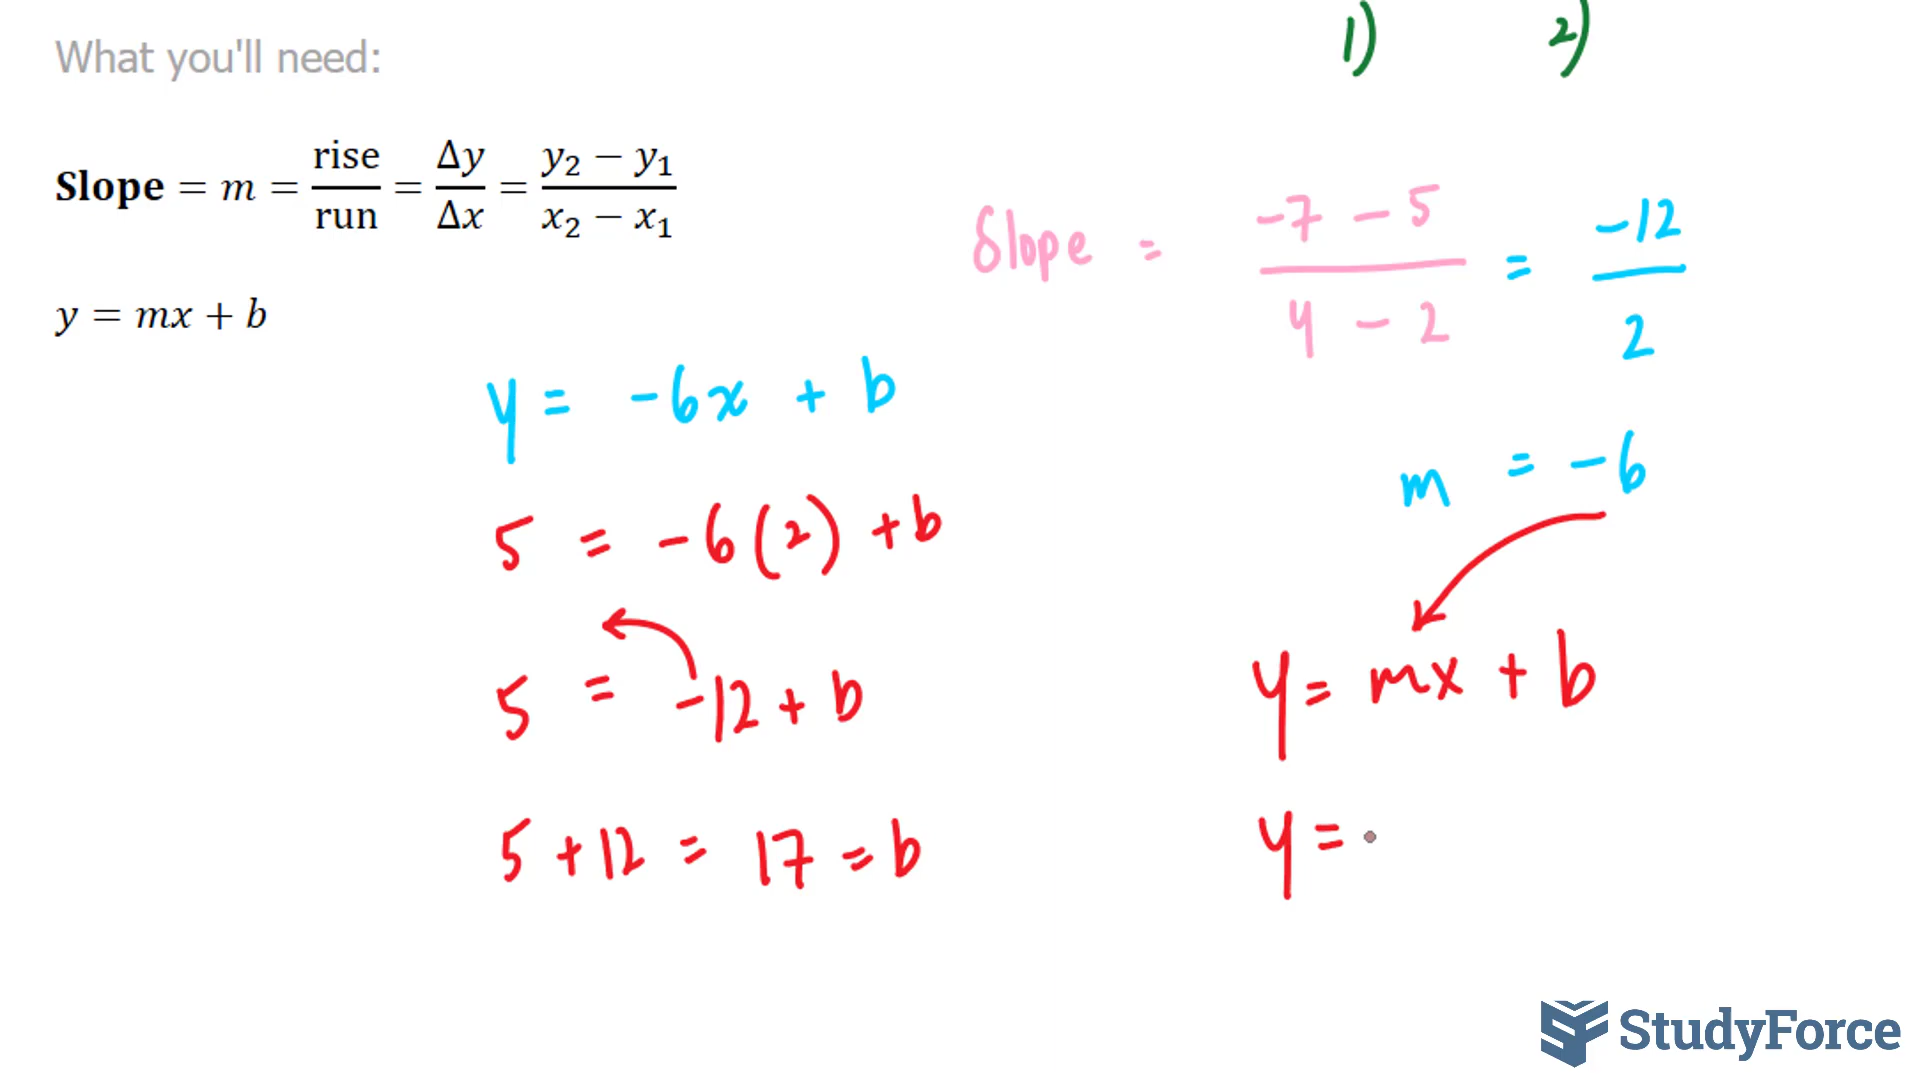 What you'll need:
1) 2)
Slope = m = rise/run = Δy/Δx = (y₂ − y₁)/(x₂ − x₁)
y = mx + b
Slope = (-7 - 5)/(4 - 2) = -12/2
m = -6
y = mx + b
y =
y = -6x + b
5 = -6(2) + b
5 = -12 + b
5 + 12 = 17 = b
StudyForce